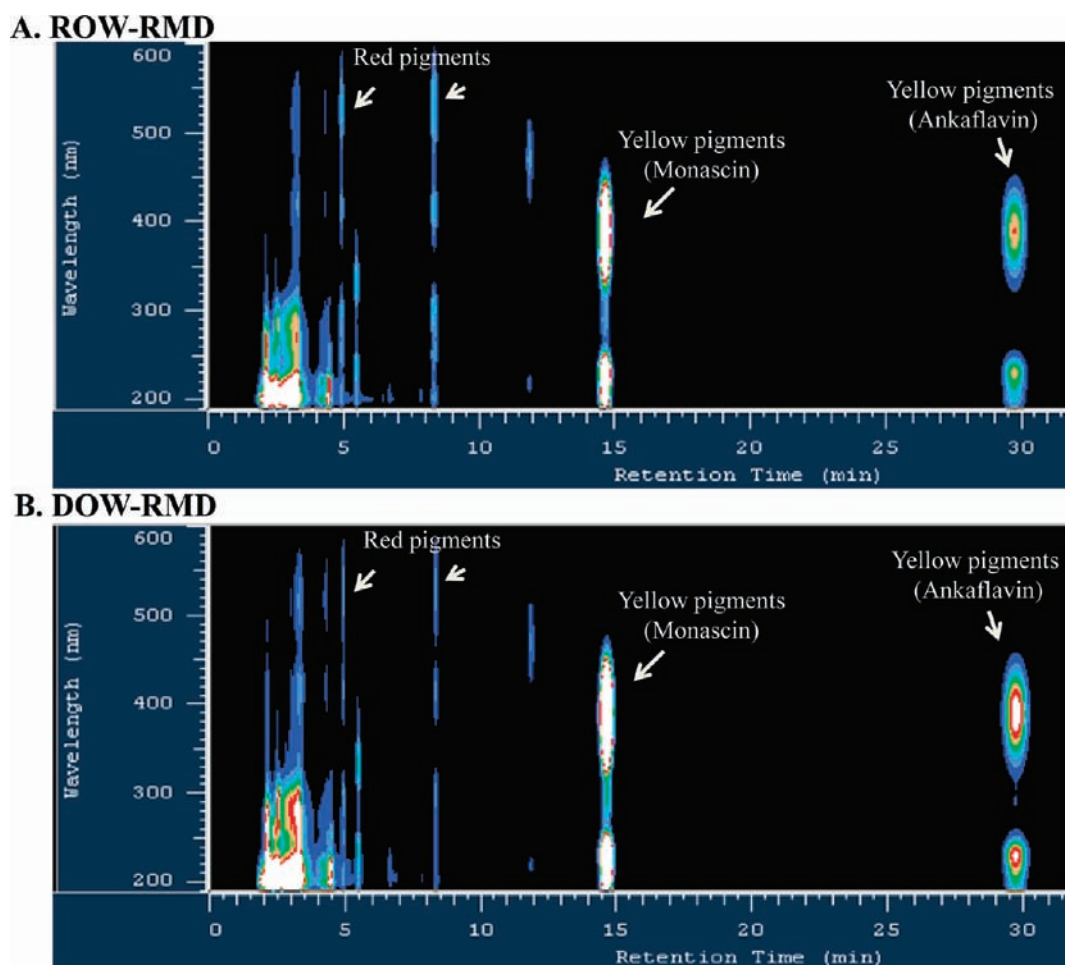 A. ROW-RMD
600
500
400
300
200
Wavelength (nm)
Red pigments
Yellow pigments
(Monascin)
Yellow pigments
(Ankaflavin)
0 5 10 15 20 25 30
Retention Time (min)
B. DOW-RMD
600
500
400
300
200
Wavelength (nm)
Red pigments
Yellow pigments
(Monascin)
Yellow pigments
(Ankaflavin)
0 5 10 15 20 25 30
Retention Time (min)